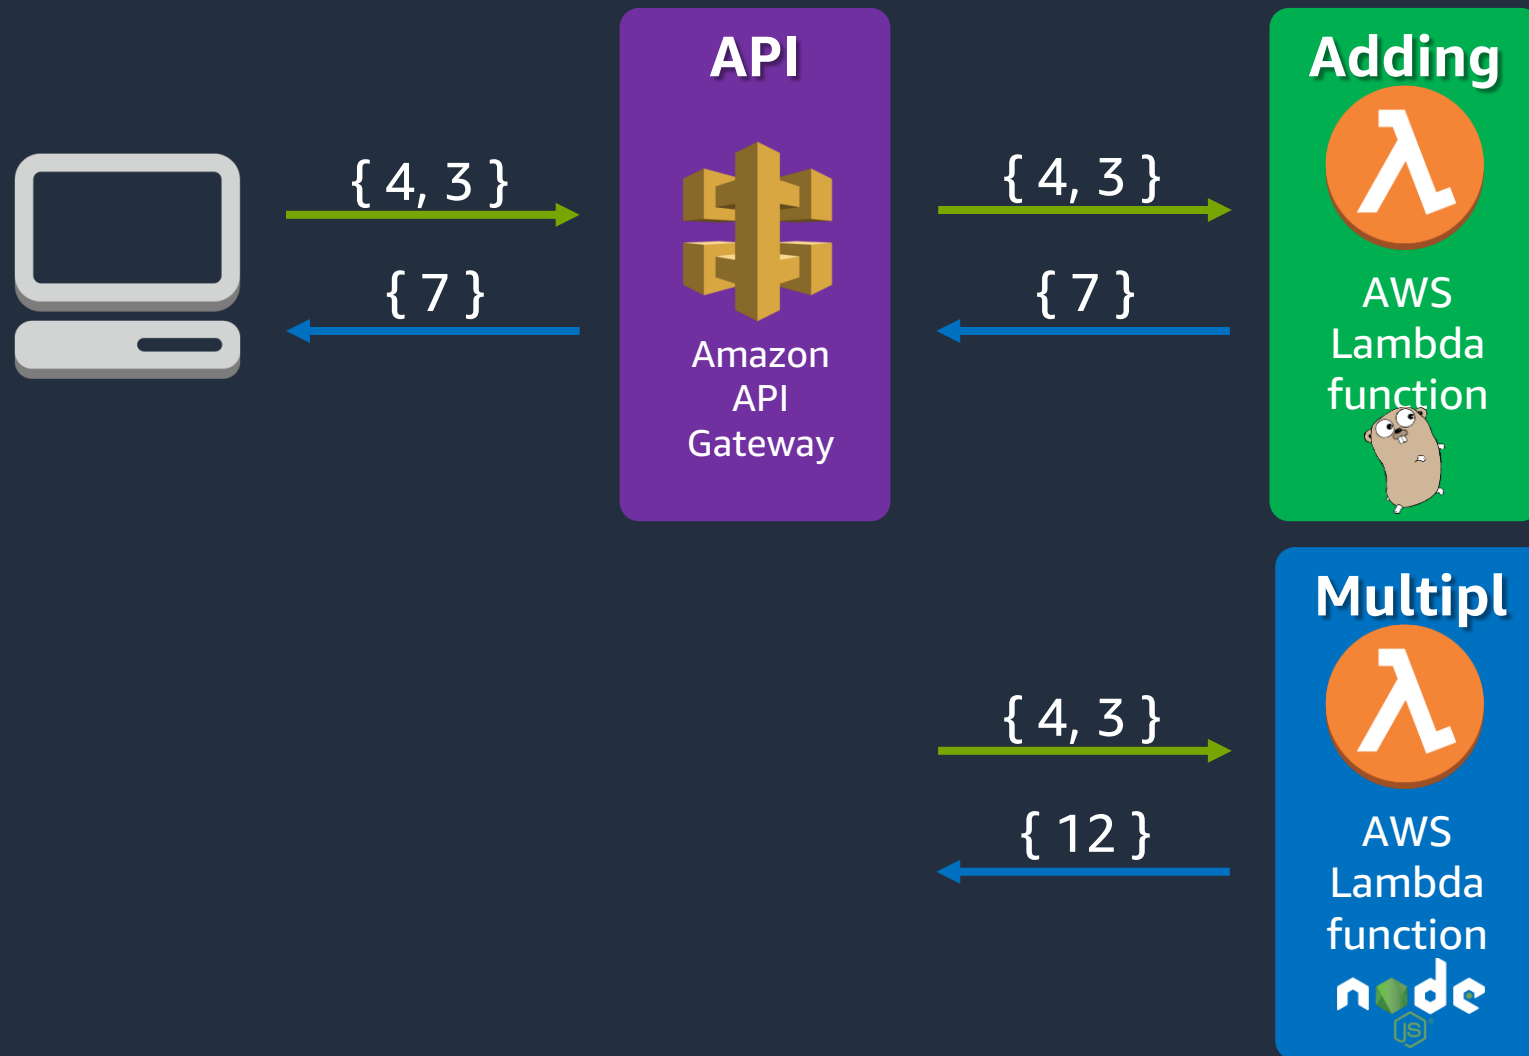 API
Adding
{ 4, 3 }
{ 4, 3 }
{ 7 }
{ 7 }
Amazon
API
Gateway
AWS
Lambda
function
Multipl
{ 4, 3 }
{ 12 }
AWS
Lambda
function
node
JS